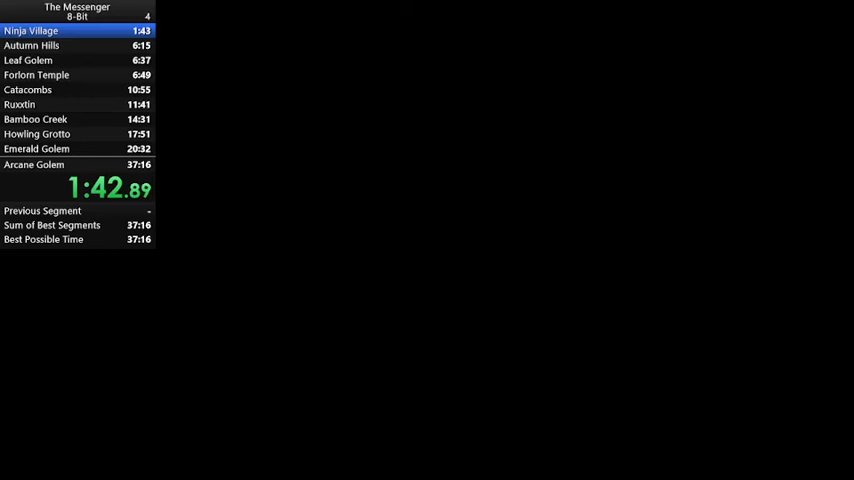 The Messenger
8-Bit 4
Ninja Village 1:43
Autumn Hills 6:15
Leaf Golem 6:37
Forlorn Temple 6:49
Catacombs 10:55
Ruxxtin 11:41
Bamboo Creek 14:31
Howling Grotto 17:51
Emerald Golem 20:32
Arcane Golem 37:16
1:42.89
Previous Segment -
Sum of Best Segments 37:16
Best Possible Time 37:16